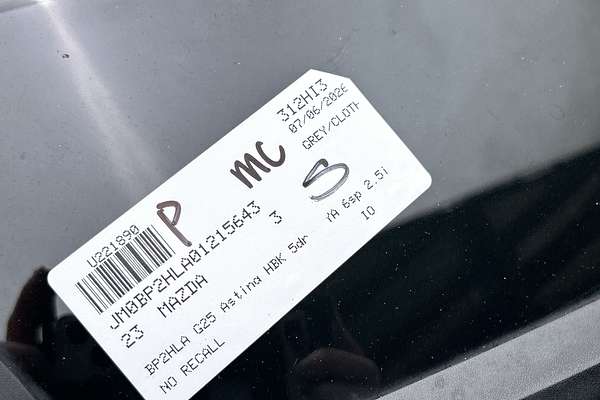 312HI3
07/06/2026
GREY/CLOTH
MC
P
S
U221890
JM0BP2HLA01215643
3
23 MAZDA
BP2HLA G25 Astina HBK 5dr 6sp 2.5i
IO
NO RECALL